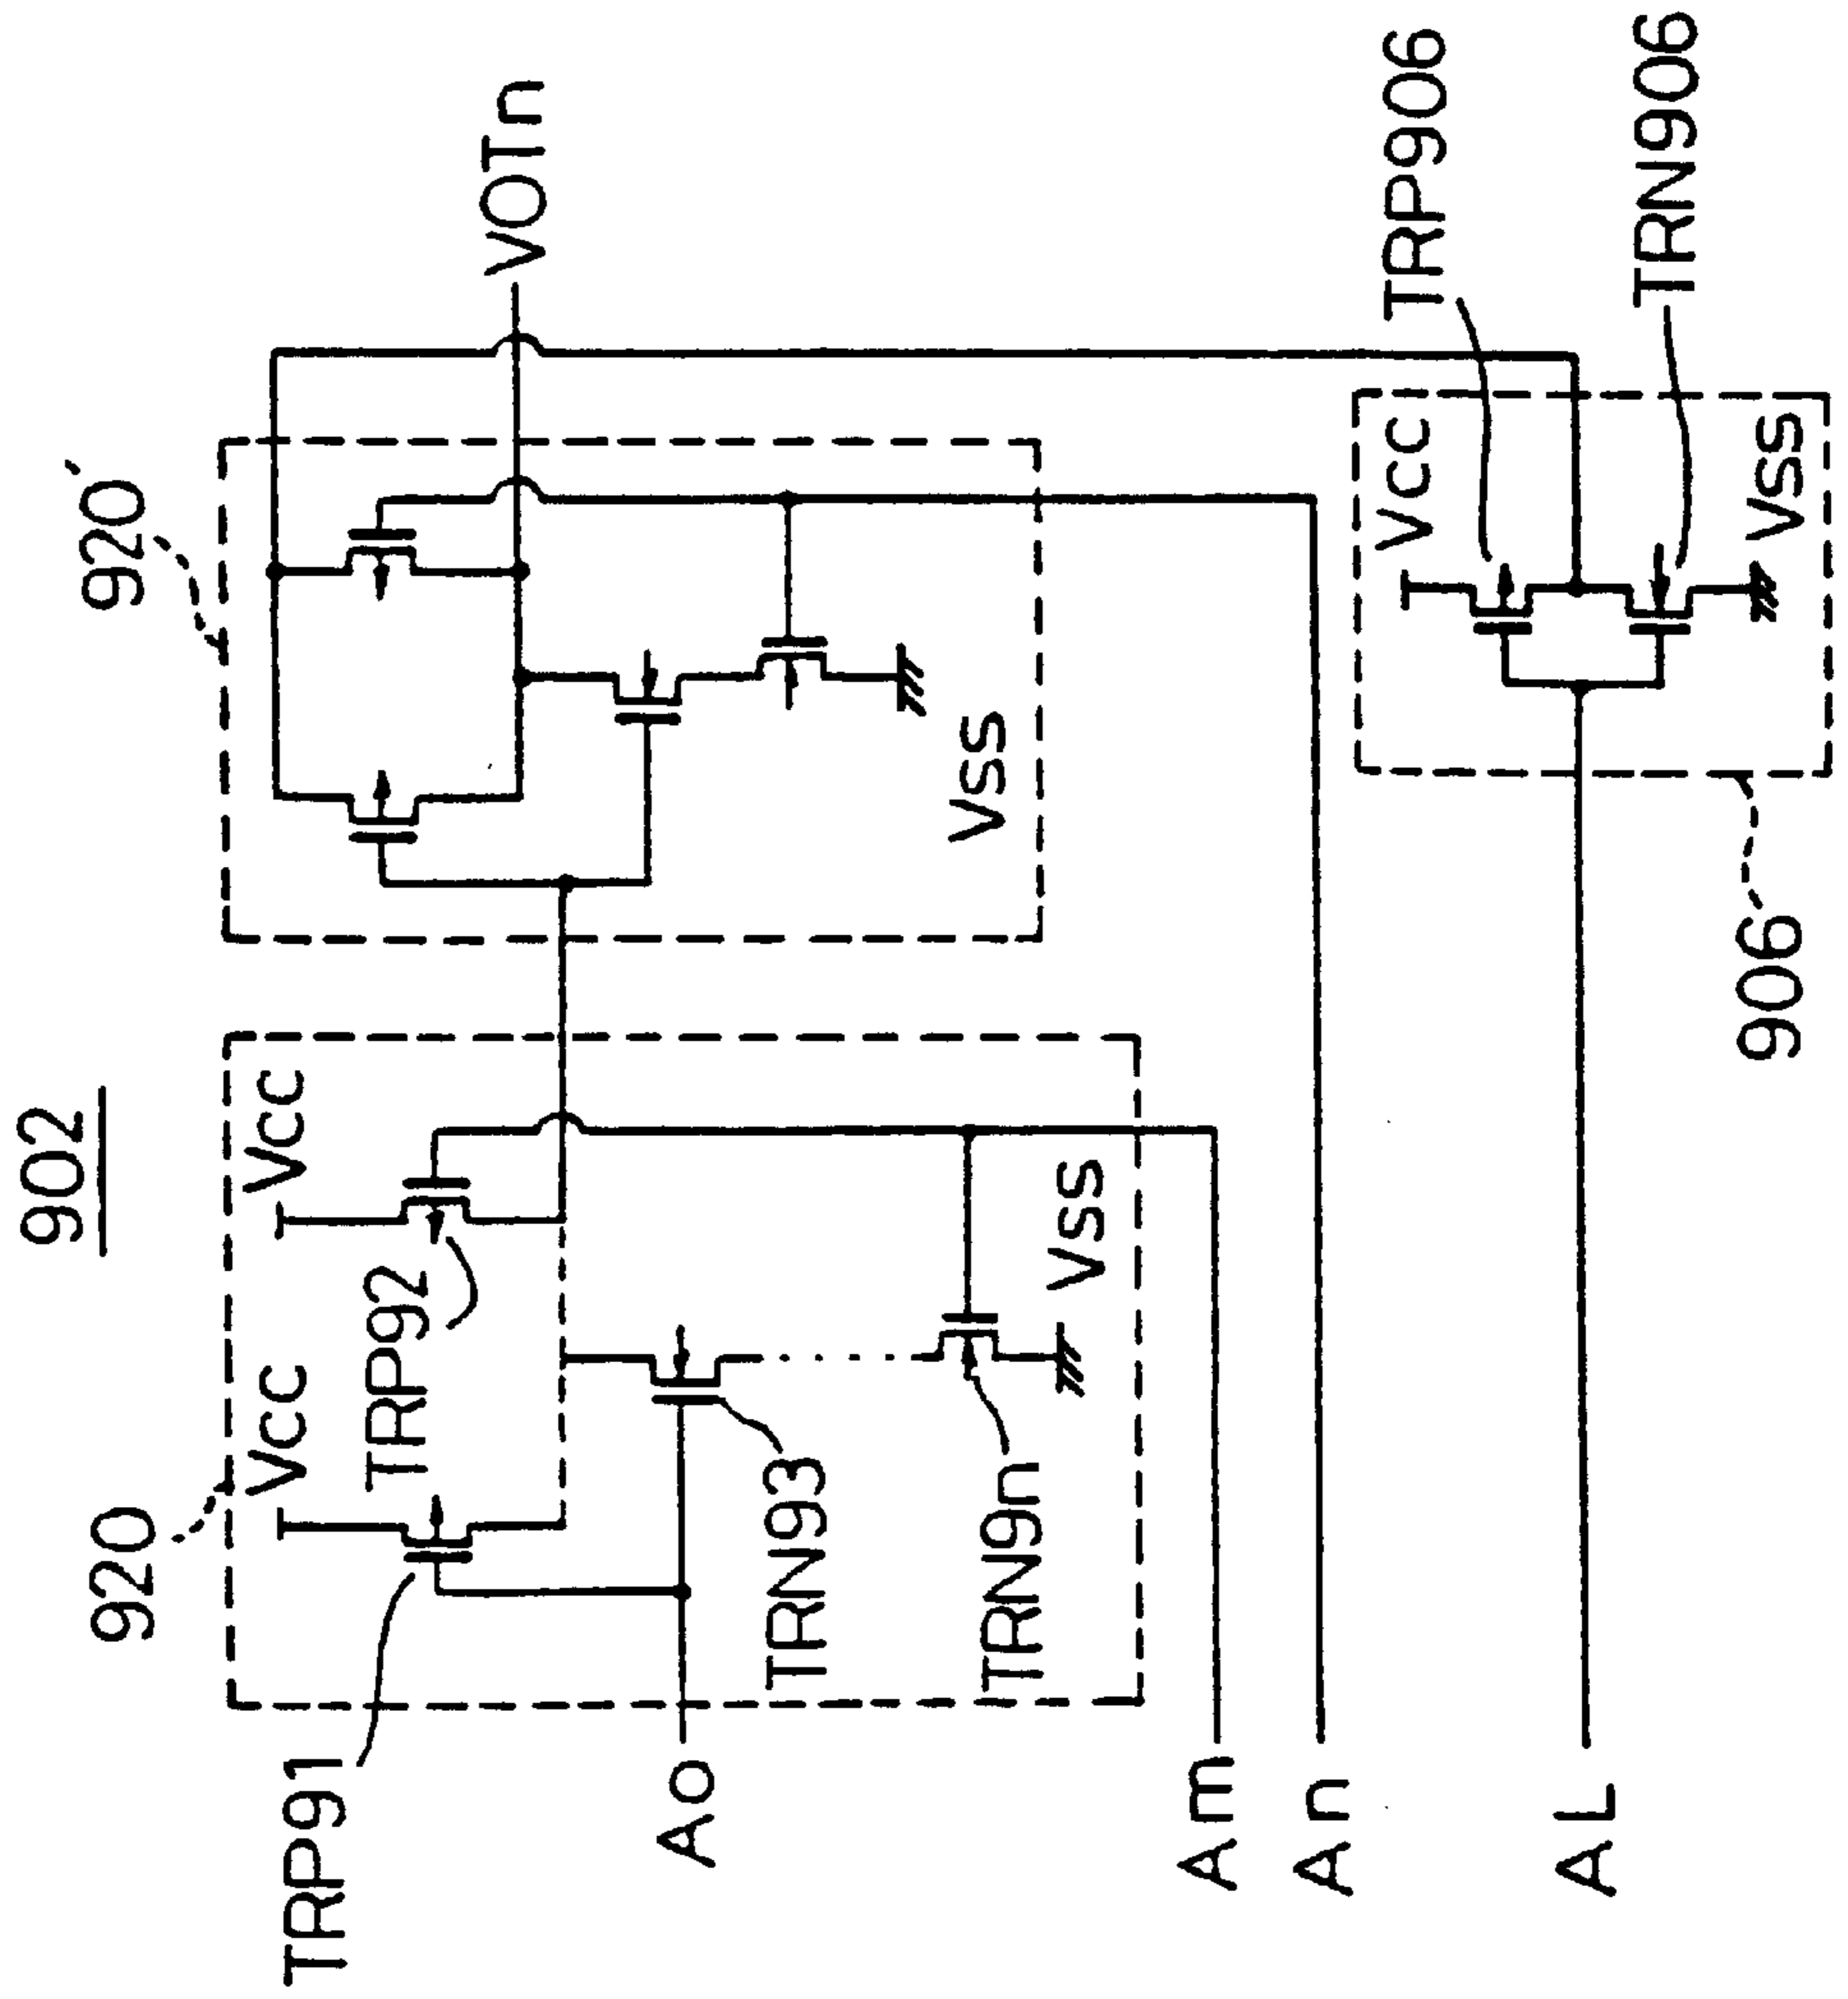 902
920
920'
Vcc
Vcc
TRP91
TRP92
VOTn
Ao
TRN93
TRN9n
Vss
Vss
Am
An
AL
906
Vcc
Vss
TRP906
TRN906